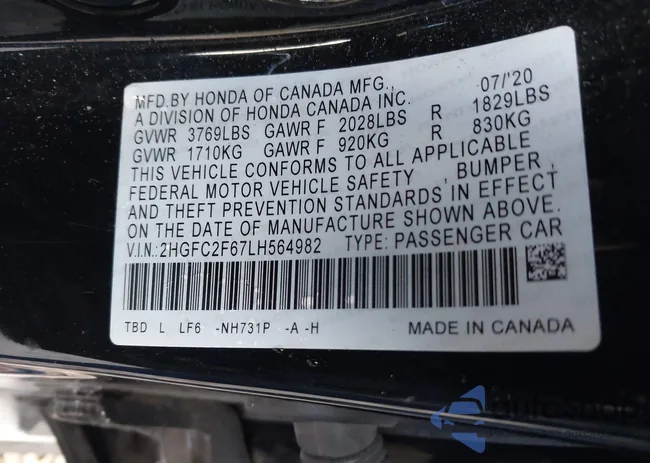 MFD.BY HONDA OF CANADA MFG., 07/'20
A DIVISION OF HONDA CANADA INC.
GVWR 3769LBS GAWR F 2028LBS R 1829LBS
GVWR 1710KG GAWR F 920KG R 830KG
THIS VEHICLE CONFORMS TO ALL APPLICABLE
FEDERAL MOTOR VEHICLE SAFETY , BUMPER ,
AND THEFT PREVENTION STANDARDS IN EFFECT
ON THE DATE OF MANUFACTURE SHOWN ABOVE.
V.I.N.: 2HGFC2F67LH564982 TYPE: PASSENGER CAR
TBD L LF6 -NH731P -A -H MADE IN CANADA